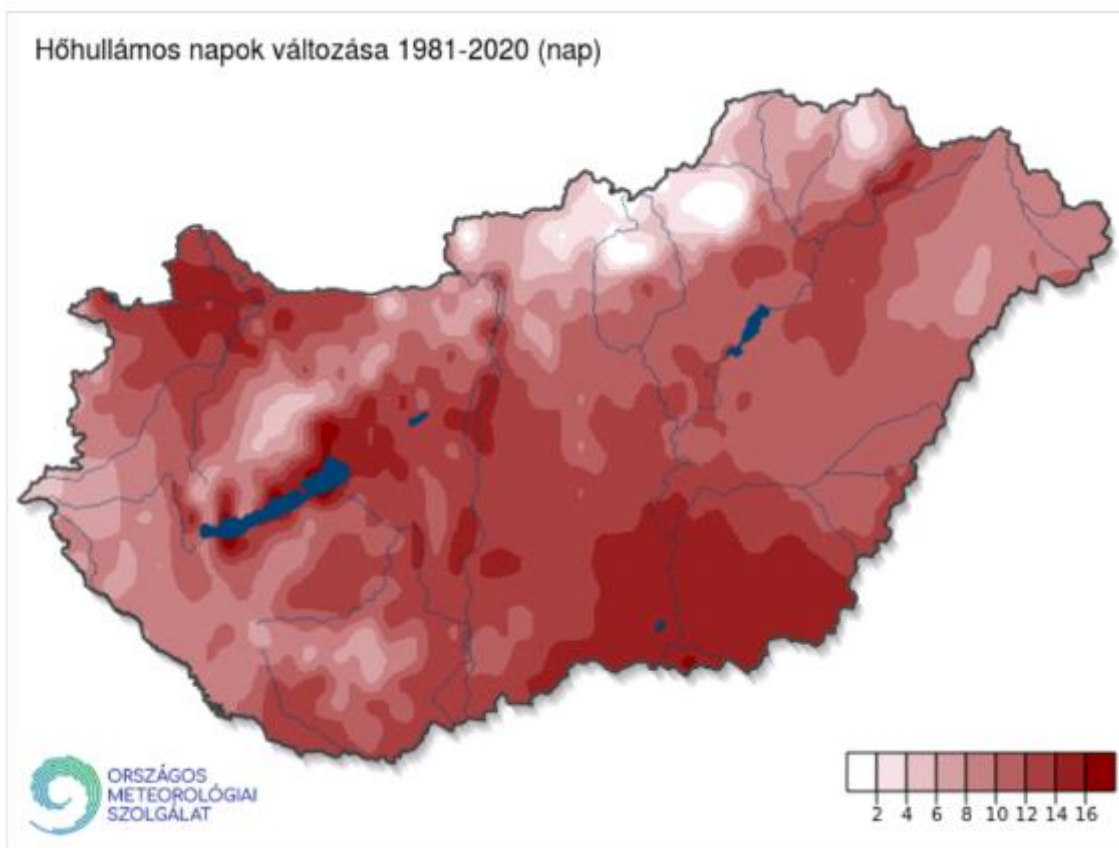 Hőhullámos napok változása 1981-2020 (nap)
ORSZÁGOS
METEOROLÓGIAI
SZOLGÁLAT
2 4 6 8 10 12 14 16